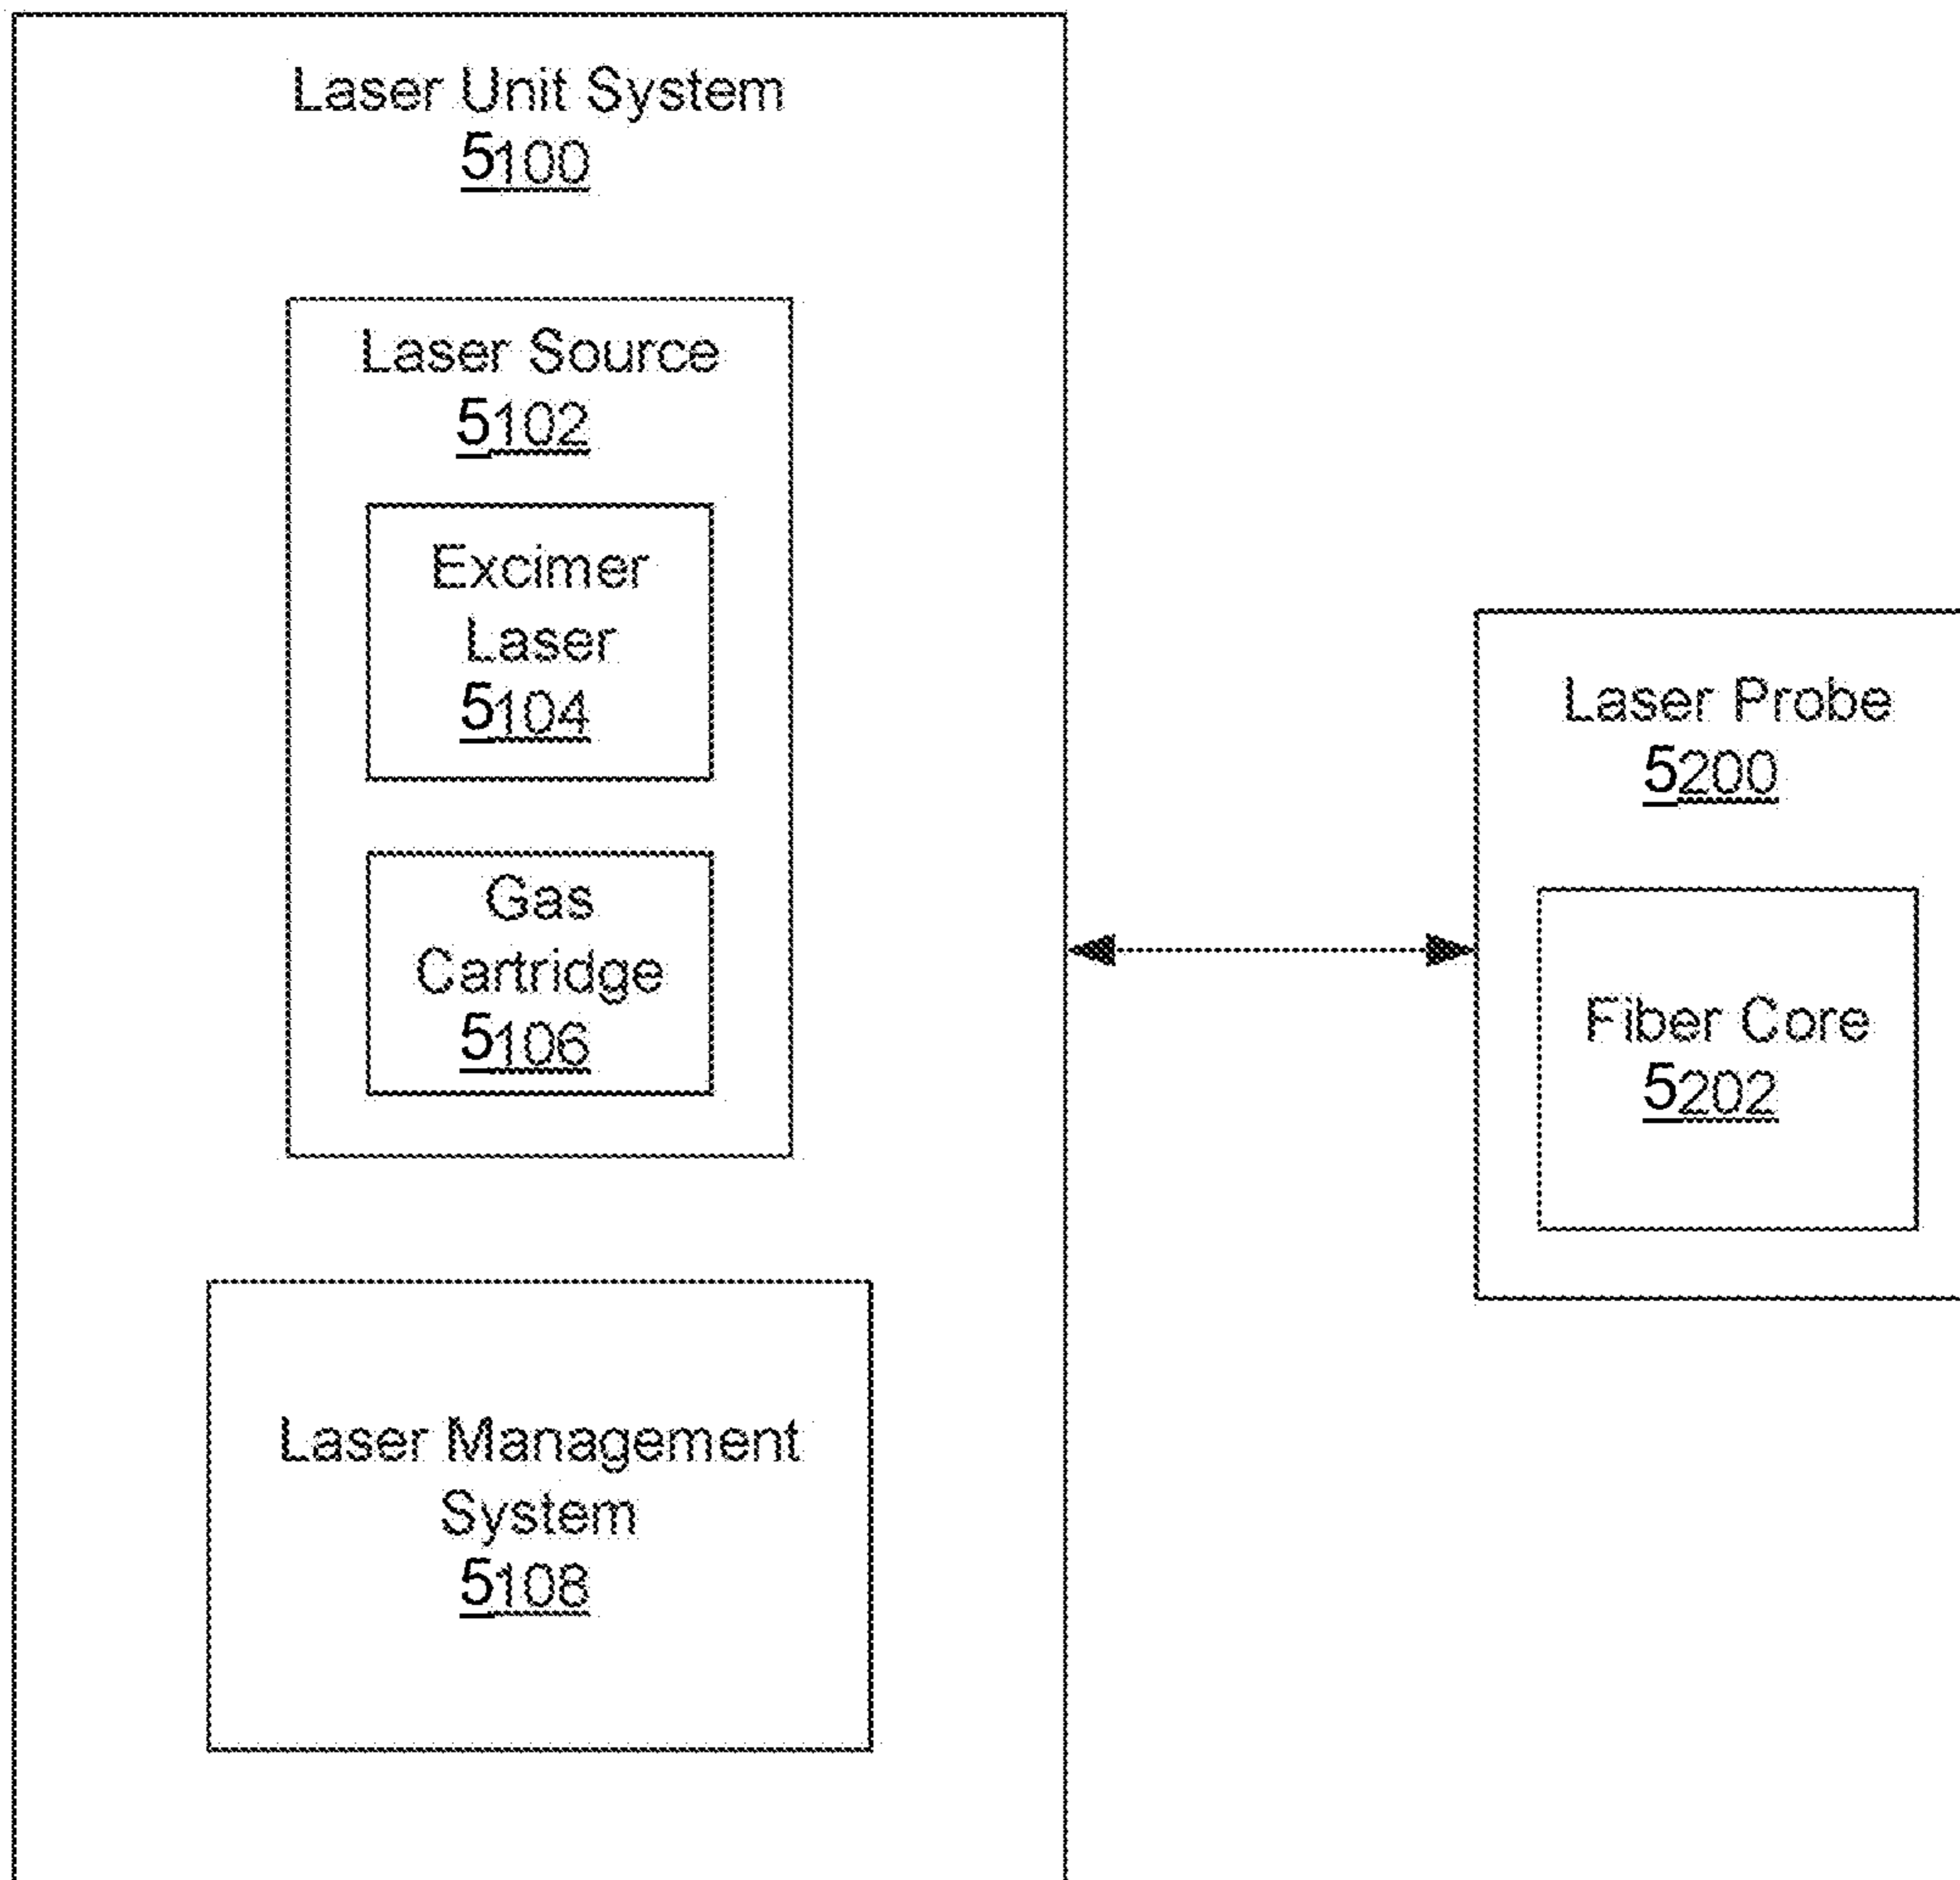 Laser Unit System
5100
Laser Source
5102
Excimer
Laser
5104
Gas
Cartridge
5106
Laser Management
System
5108
Laser Probe
5200
Fiber Core
5202